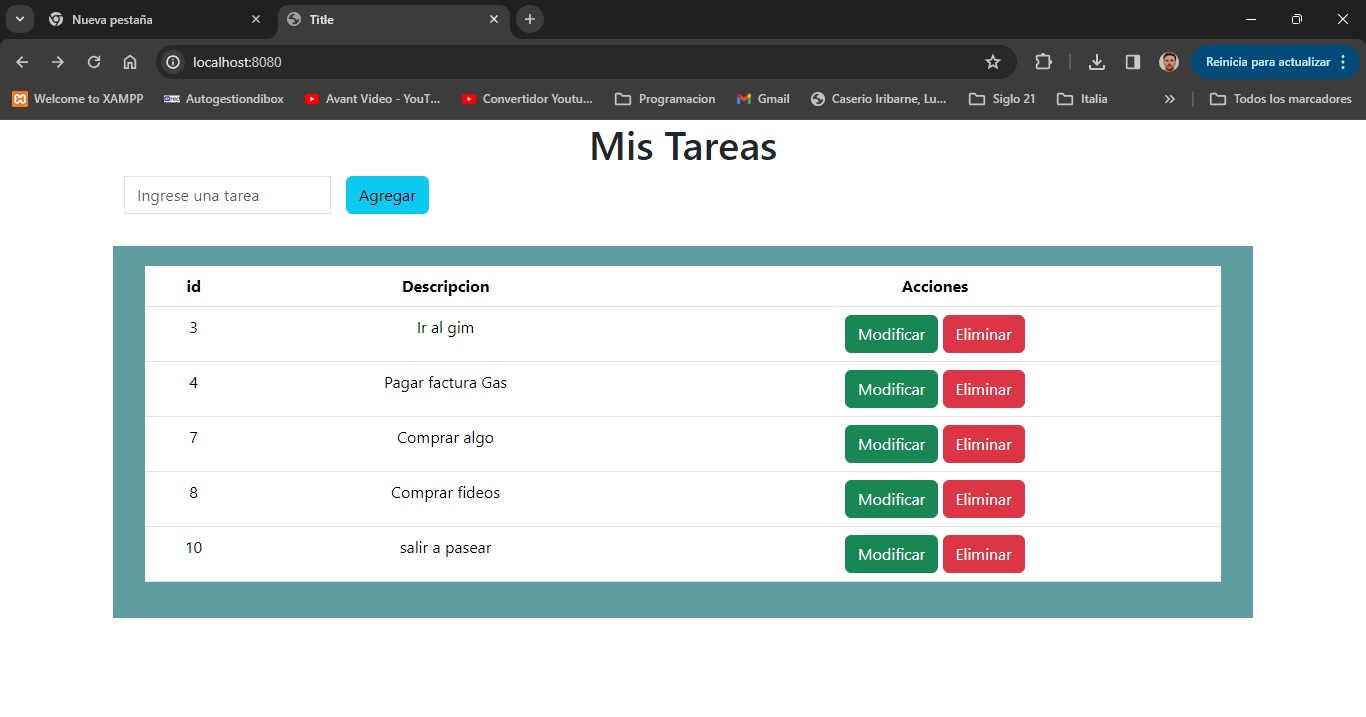 Nueva pestaña
Title
localhost:8080
Reinicia para actualizar
Welcome to XAMPP
Autogestiondibox
Avant Video - YouT...
Convertidor Youtu...
Programacion
Gmail
Caserio Iribarne, Lu...
Siglo 21
Italia
»
Todos los marcadores
Mis Tareas
Ingrese una tarea
Agregar
id Descripcion Acciones
3 Ir al gim Modificar Eliminar
4 Pagar factura Gas Modificar Eliminar
7 Comprar algo Modificar Eliminar
8 Comprar fideos Modificar Eliminar
10 salir a pasear Modificar Eliminar